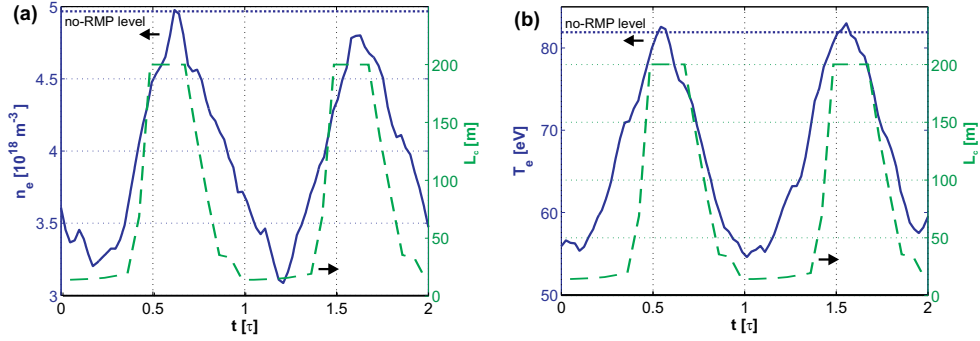 (a)
no-RMP level
5
4.5
4
3.5
3
n_e [10^18 m^-3]
200
150
100
50
0
L_c [m]
0
0.5
1
1.5
2
t [τ]
(b)
no-RMP level
80
70
60
50
T_e [eV]
200
150
100
50
0
L_c [m]
0
0.5
1
1.5
2
t [τ]